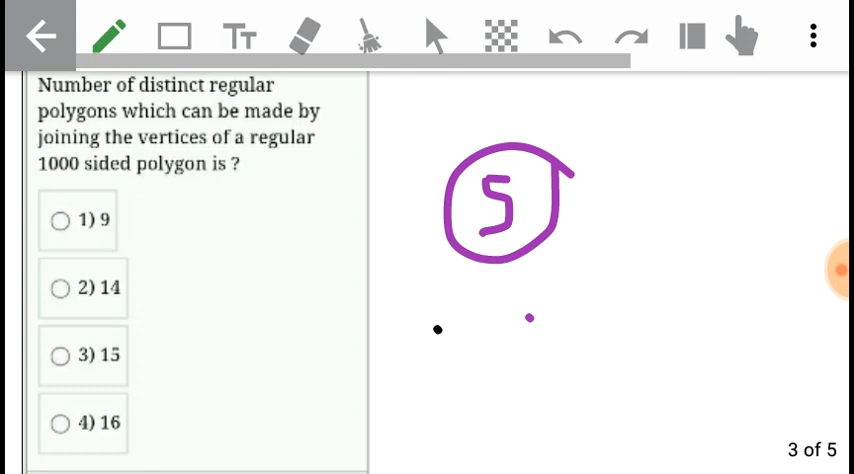 TT
Number of distinct regular
polygons which can be made by
joining the vertices of a regular
1000 sided polygon is ?
1) 9
2) 14
3) 15
4) 16
5
3 of 5